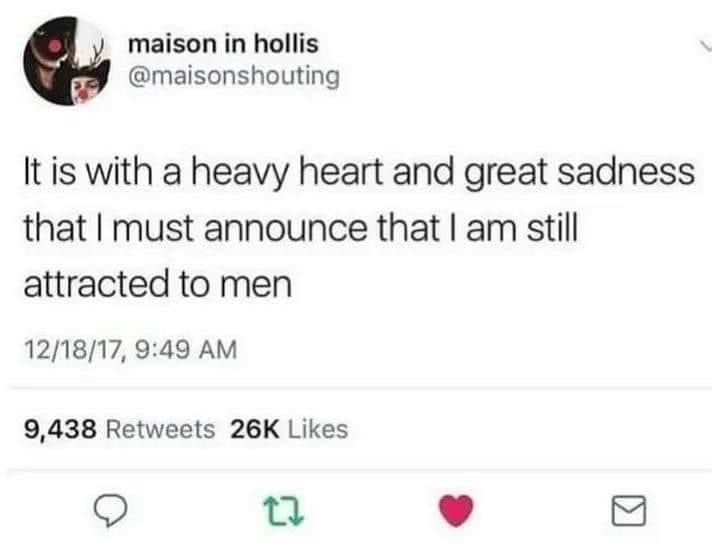 maison in hollis
@maisonshouting
It is with a heavy heart and great sadness
that I must announce that I am still
attracted to men
12/18/17, 9:49 AM
9,438 Retweets 26K Likes